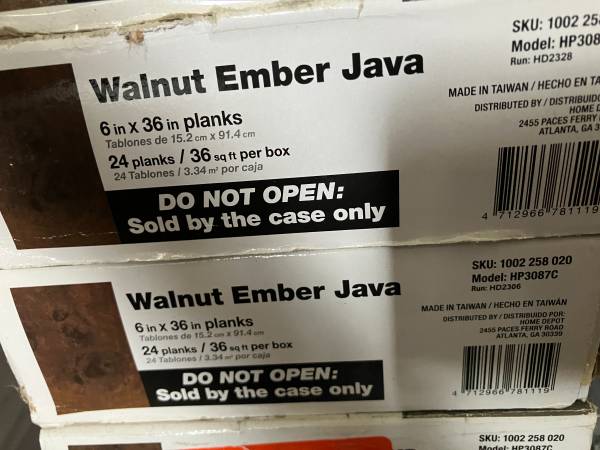 Walnut Ember Java
6 in X 36 in planks
Tablones de 15.2 cm x 91.4 cm
24 planks / 36 sq ft per box
24 Tablones / 3.34 m² por caja
DO NOT OPEN:
Sold by the case only
SKU: 1002 25
Model: HP308
Run: HD2328
MADE IN TAIWAN / HECHO EN TA
DISTRIBUTED BY / DISTRIBUIDO
HOME
2455 PACES FERRY
ATLANTA, GA 3
4 712966 781119
Walnut Ember Java
6 in X 36 in planks
Tablones de 15.2 cm x 91.4 cm
24 planks / 36 sq ft per box
24 Tablones / 3.34 m² por caja
DO NOT OPEN:
Sold by the case only
SKU: 1002 258 020
Model: HP3087C
Run: HD2306
MADE IN TAIWAN / HECHO EN TAIWÁN
DISTRIBUTED BY / DISTRIBUIDO POR:
HOME DEPOT
2455 PACES FERRY ROAD
ATLANTA, GA 30339
4 712966 781119
SKU: 1002 258 020
Model: HP3087C